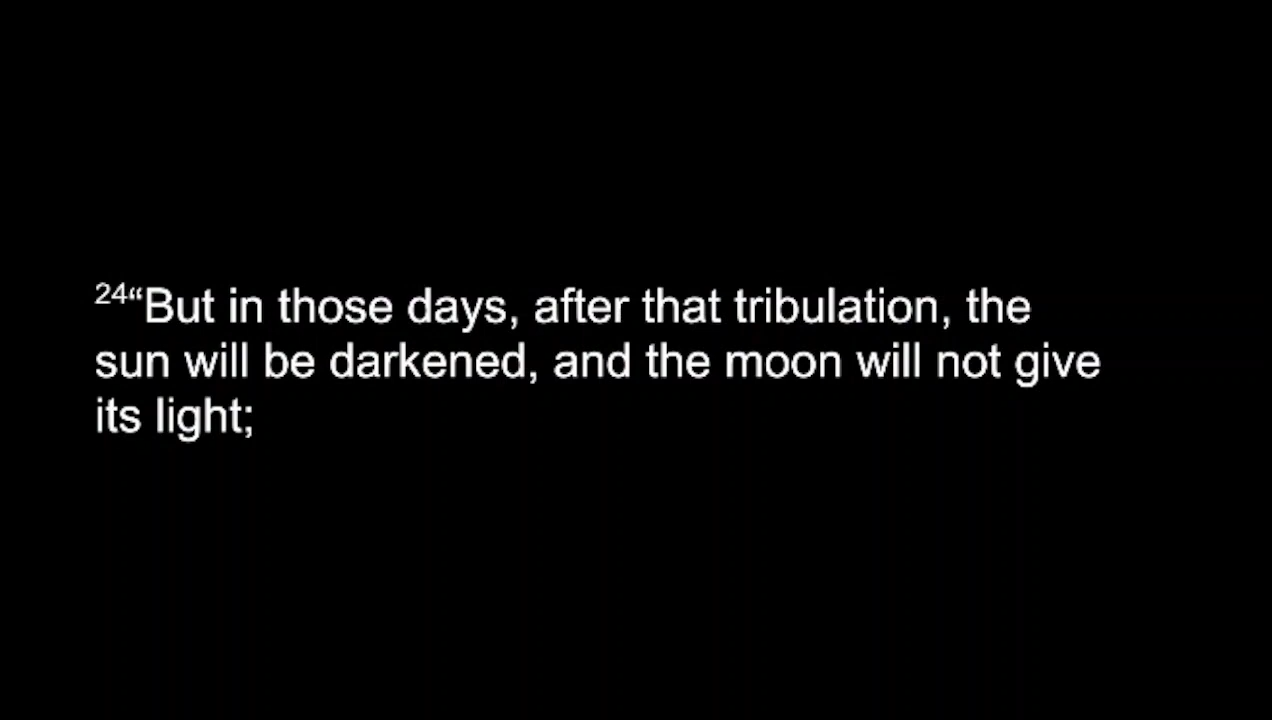 24“But in those days, after that tribulation, the
sun will be darkened, and the moon will not give
its light;